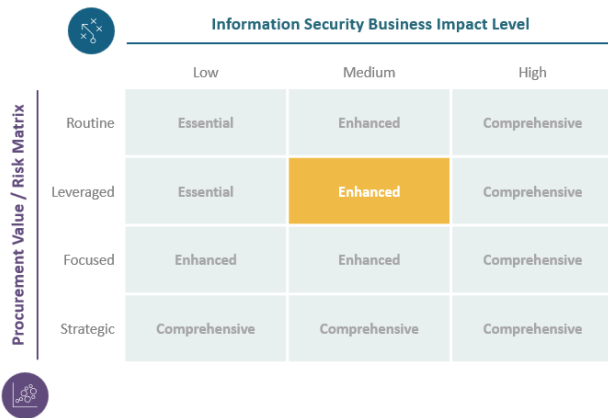 Information Security Business Impact Level
Low Medium High
Procurement Value / Risk Matrix
Routine Essential Enhanced Comprehensive
Leveraged Essential Enhanced Comprehensive
Focused Enhanced Enhanced Comprehensive
Strategic Comprehensive Comprehensive Comprehensive